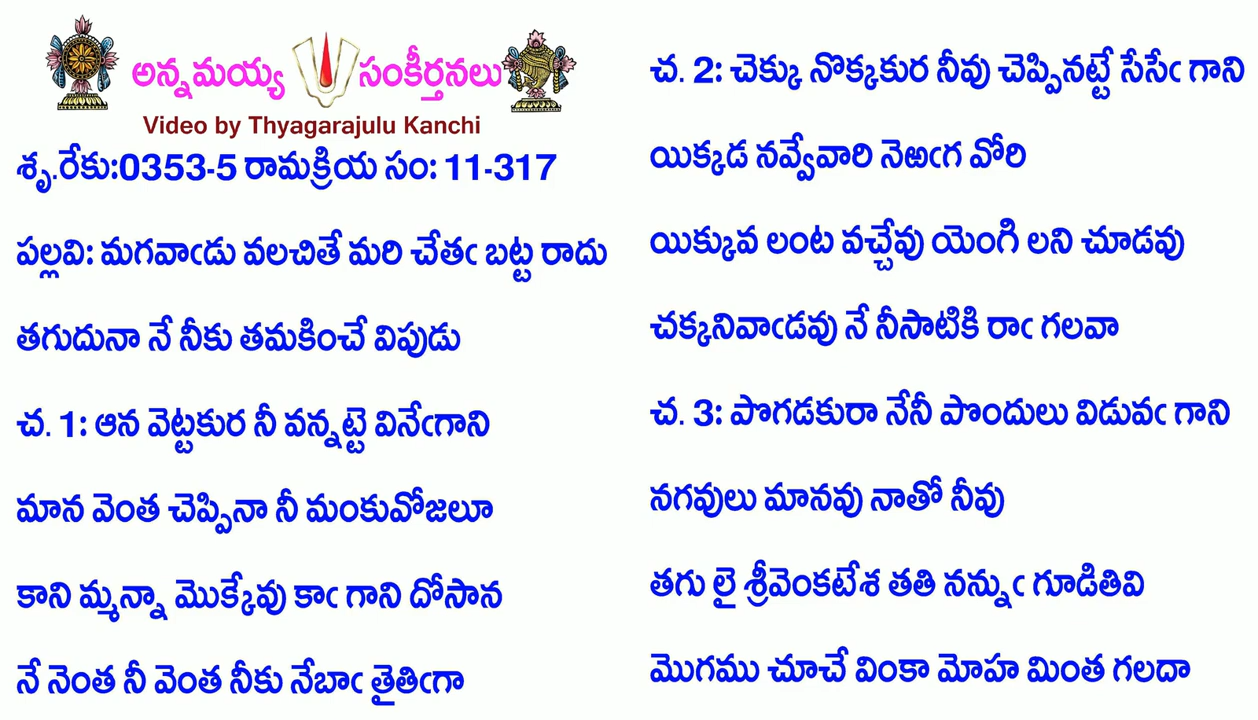 అన్నమయ్య సంకీర్తనలు
Video by Thyagarajulu Kanchi
శృ.రేకు:0353-5 రామక్రియ సం: 11-317
పల్లవి: మగవాఁడు వలచితే మరి చేతఁ బట్ట రాదు
తగుదునా నే నీకు తమకించే విపుడు
చ. 1: ఆన వెట్టకుర నీ వన్నట్టె వినేఁగాని
మాన వెంత చెప్పినా నీ మంకువోజలూ
కాని మ్మన్నా మొక్కేవు కాఁ గాని దోసాన
నే నెంత నీ వెంత నీకు నేబాఁ తైతిఁగా
చ. 2: చెక్కు నొక్కకుర నీవు చెప్పినట్టే సేసేఁ గాని
యిక్కడ నవ్వేవారి నెఱఁగ వోరి
యిక్కువ లంట వచ్చేవు యెంగి లని చూడవు
చక్కనివాఁడవు నే నీసాటికి రాఁ గలవా
చ. 3: పొగడకురా నేనీ పొందులు విడువఁ గాని
నగవులు మానవు నాతో నీవు
తగు లై శ్రీవెంకటేశ తతి నన్నుఁ గూడితివి
మొగము చూచే వింకా మోహ మింత గలదా